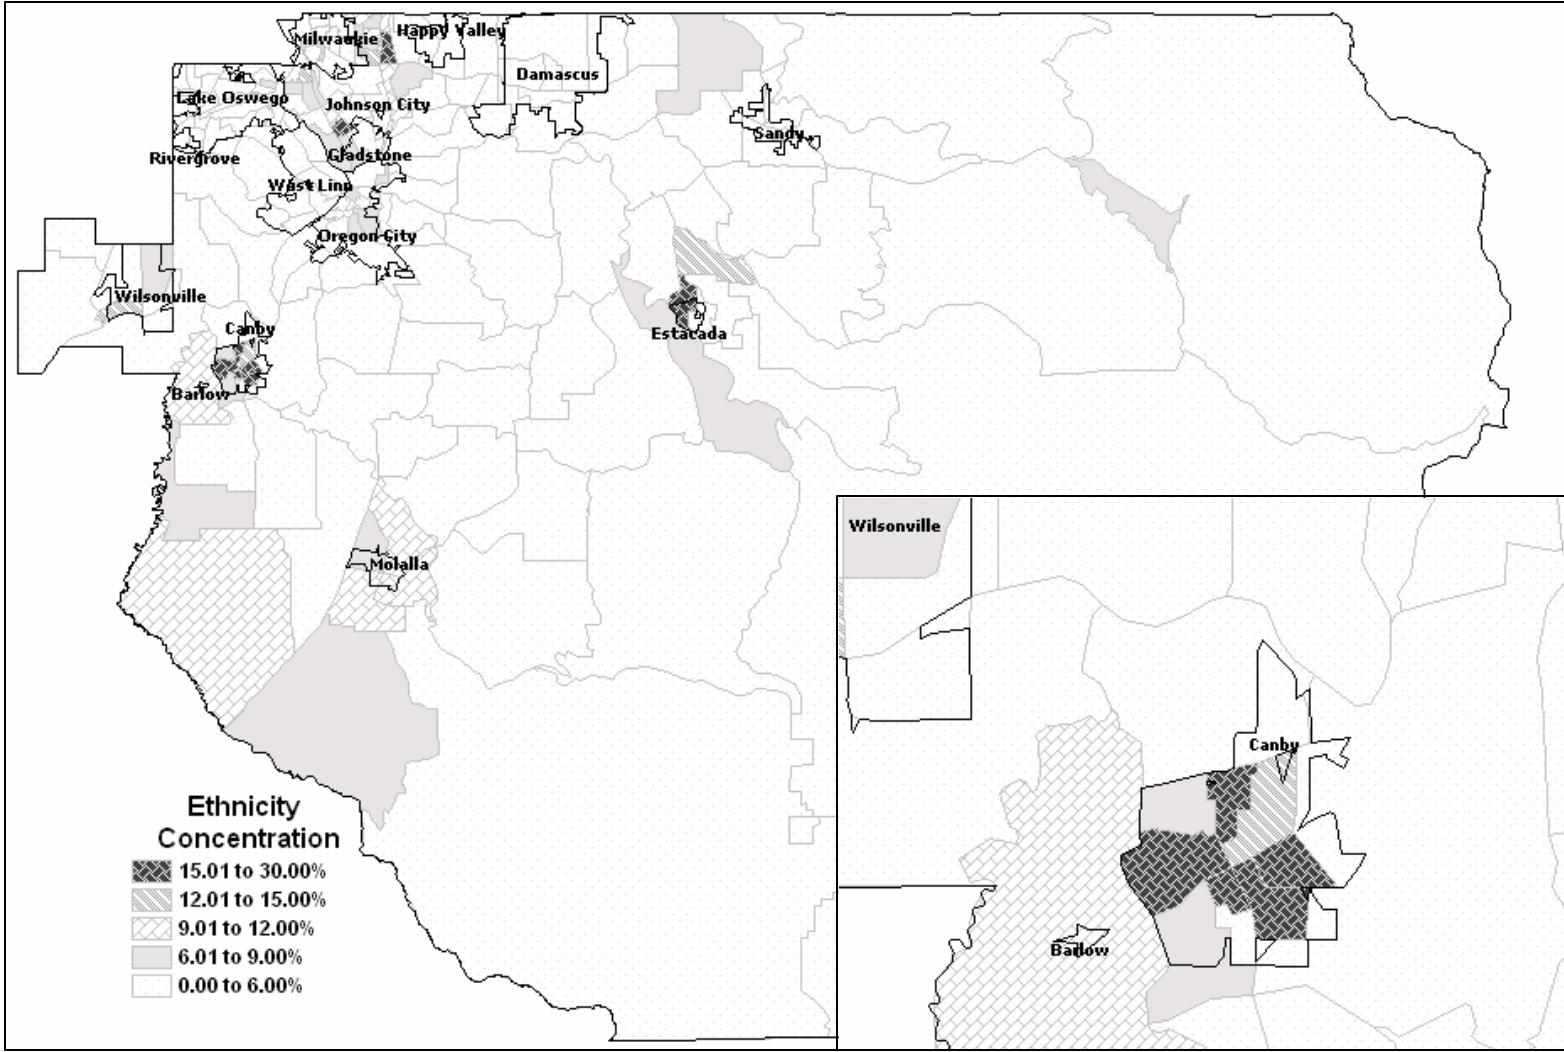 Milwaukie
Happy Valley
Damascus
Lake Oswego
Johnson City
Sandy
Rivergrove
Gladstone
West Linn
Oregon City
Wilsonville
Canby
Estacada
Barlow
Molalla
Wilsonville
Canby
Barlow
Ethnicity
Concentration
15.01 to 30.00%
12.01 to 15.00%
9.01 to 12.00%
6.01 to 9.00%
0.00 to 6.00%